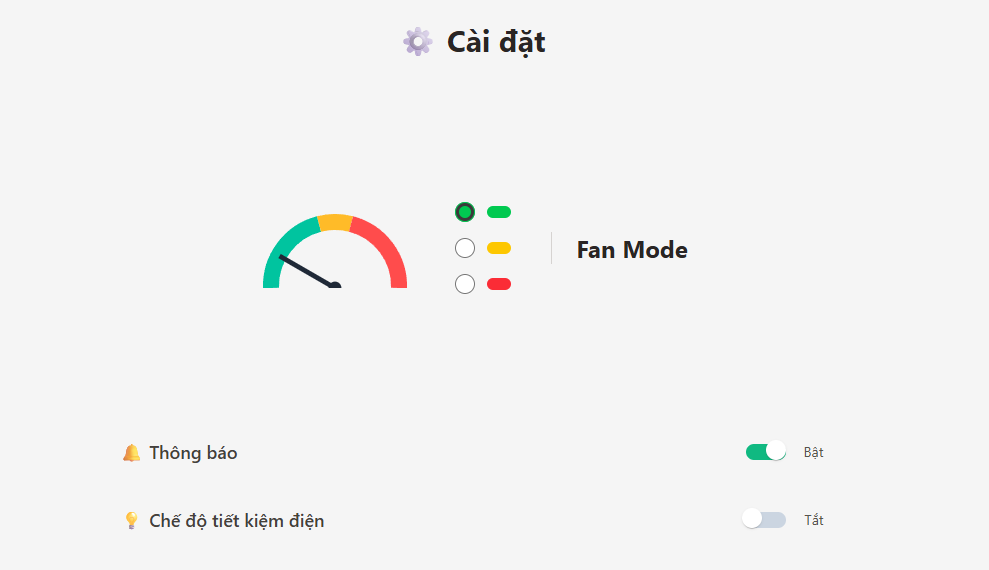 Cài đặt
Fan Mode
Thông báo
Bật
Chế độ tiết kiệm điện
Tắt